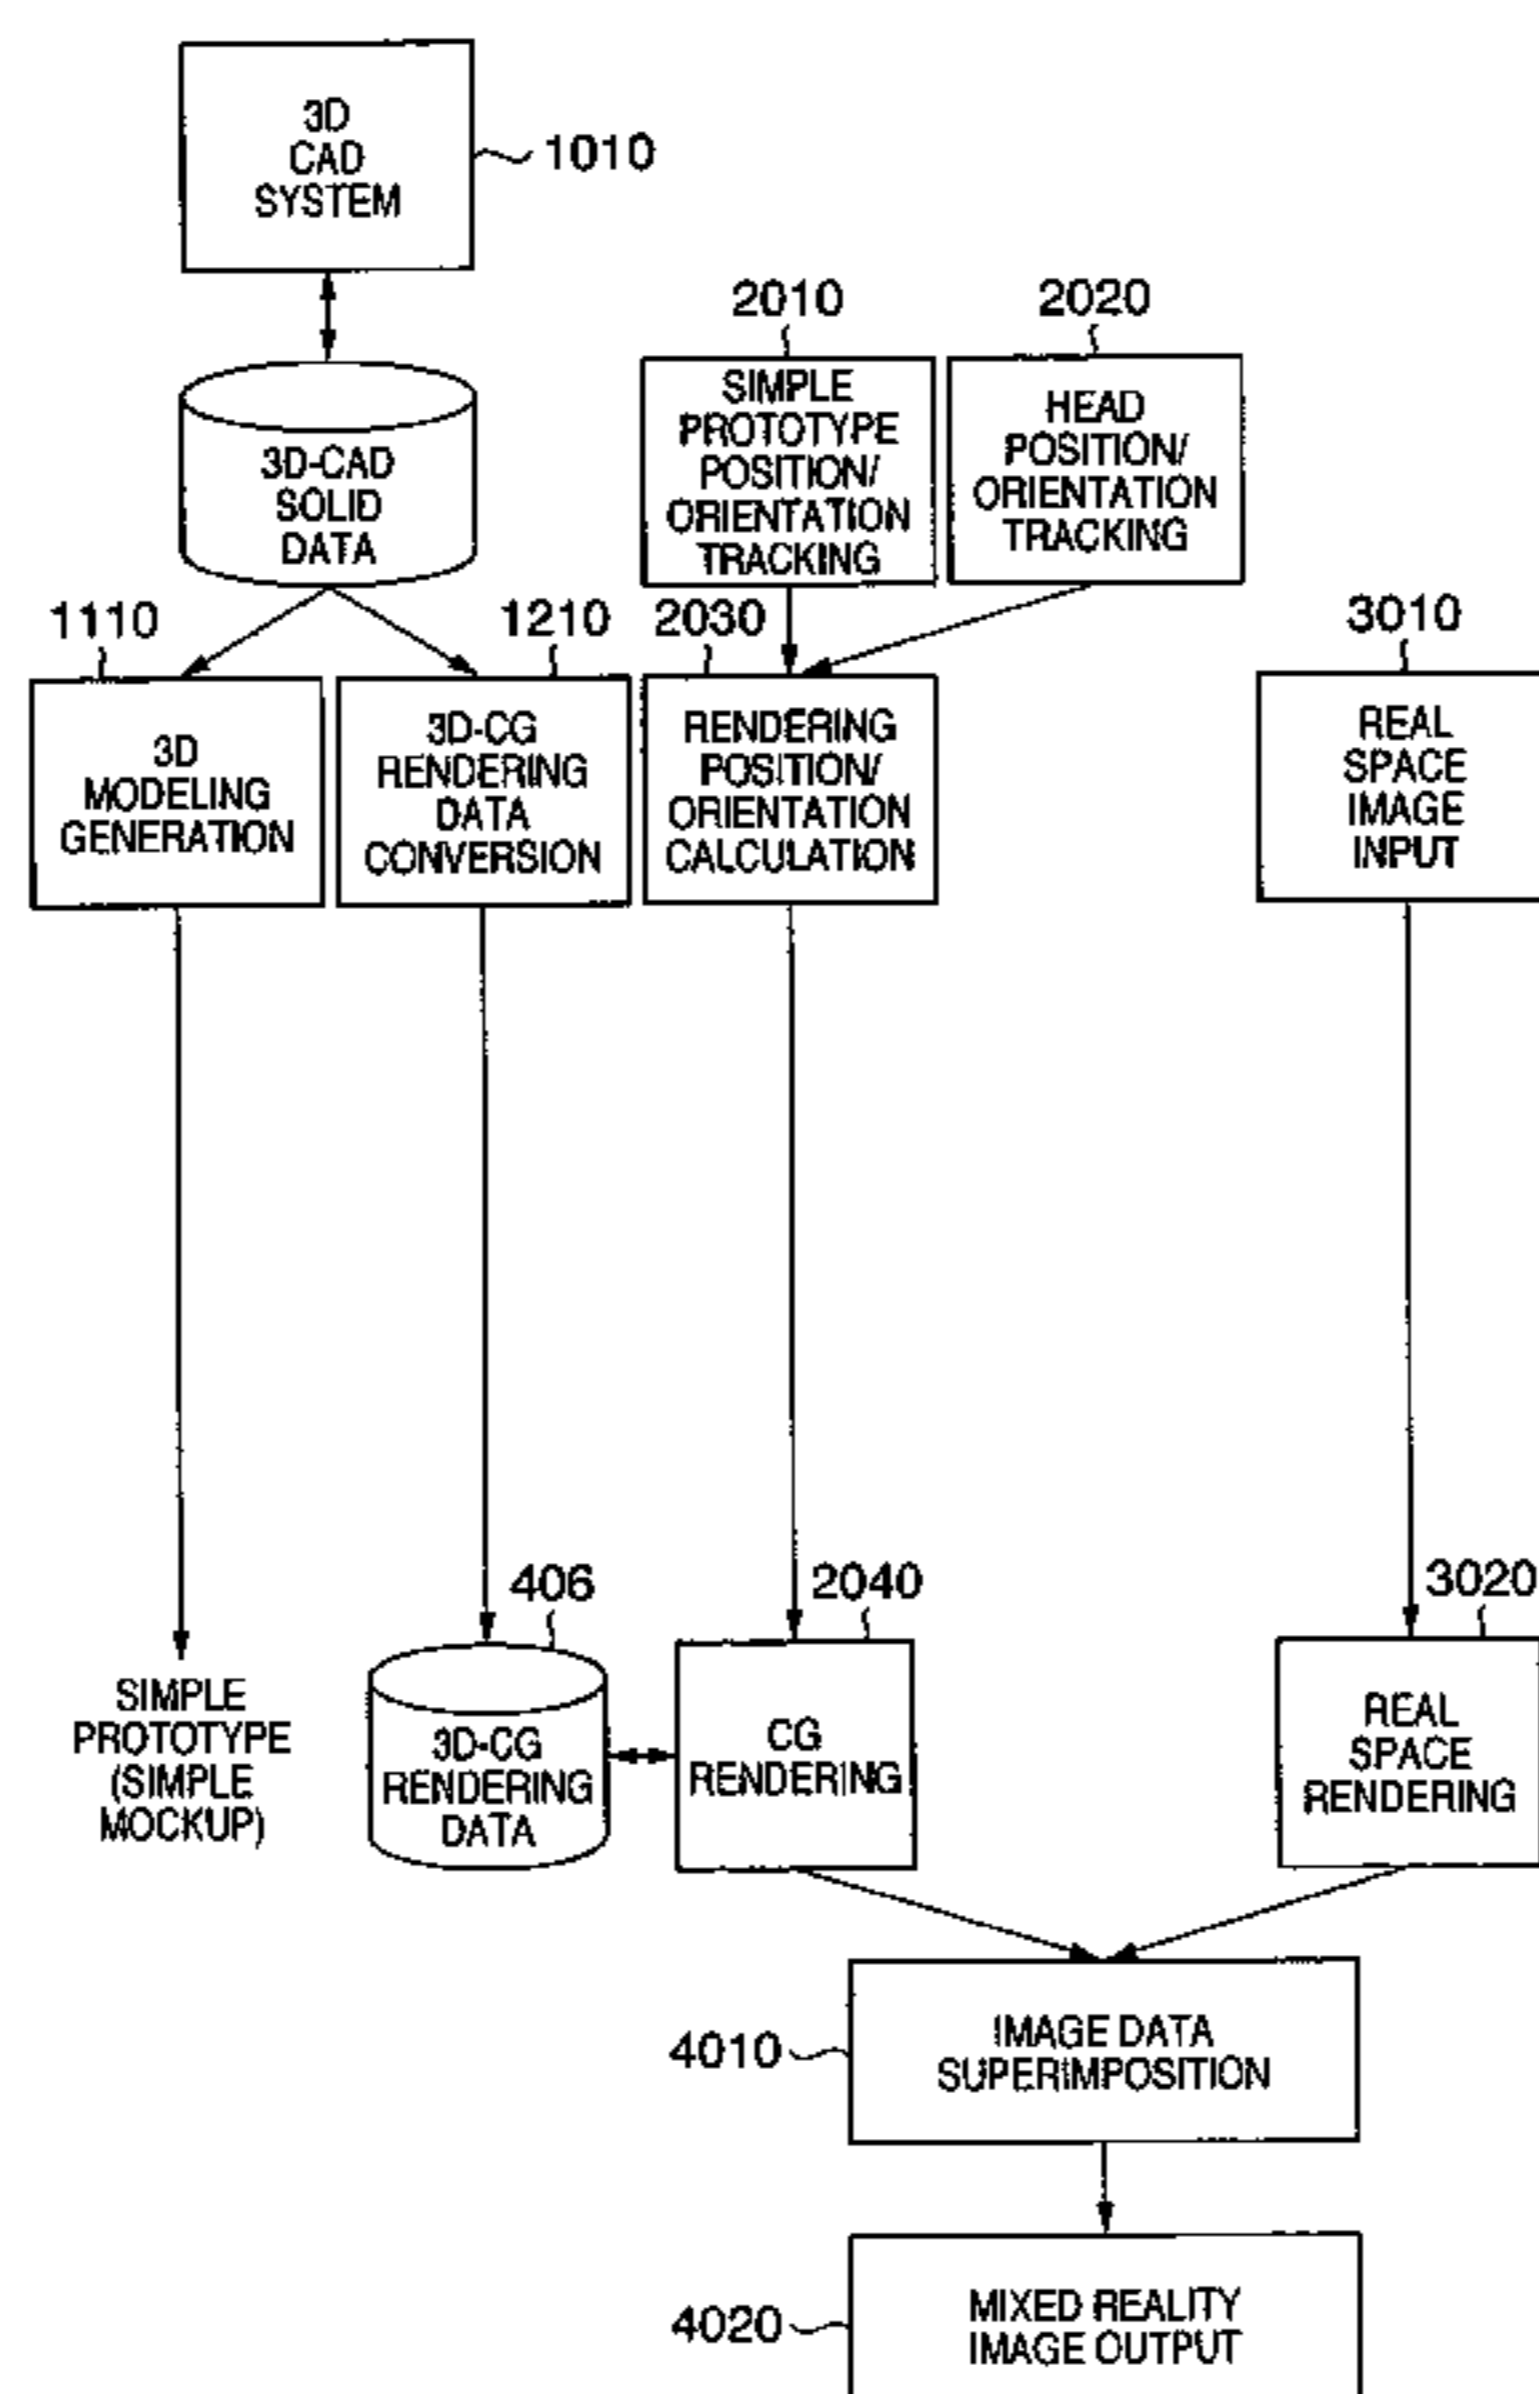 3D
CAD
SYSTEM
1010
2010
2020
3D-CAD
SOLID
DATA
SIMPLE
PROTOTYPE
POSITION/
ORIENTATION
TRACKING
HEAD
POSITION/
ORIENTATION
TRACKING
1110
1210
2030
3010
3D
MODELING
GENERATION
3D-CG
RENDERING
DATA
CONVERSION
RENDERING
POSITION/
ORIENTATION
CALCULATION
REAL
SPACE
IMAGE
INPUT
406
2040
3020
SIMPLE
PROTOTYPE
(SIMPLE
MOCKUP)
3D-CG
RENDERING
DATA
CG
RENDERING
REAL
SPACE
RENDERING
4010
IMAGE DATA
SUPERIMPOSITION
4020
MIXED REALITY
IMAGE OUTPUT